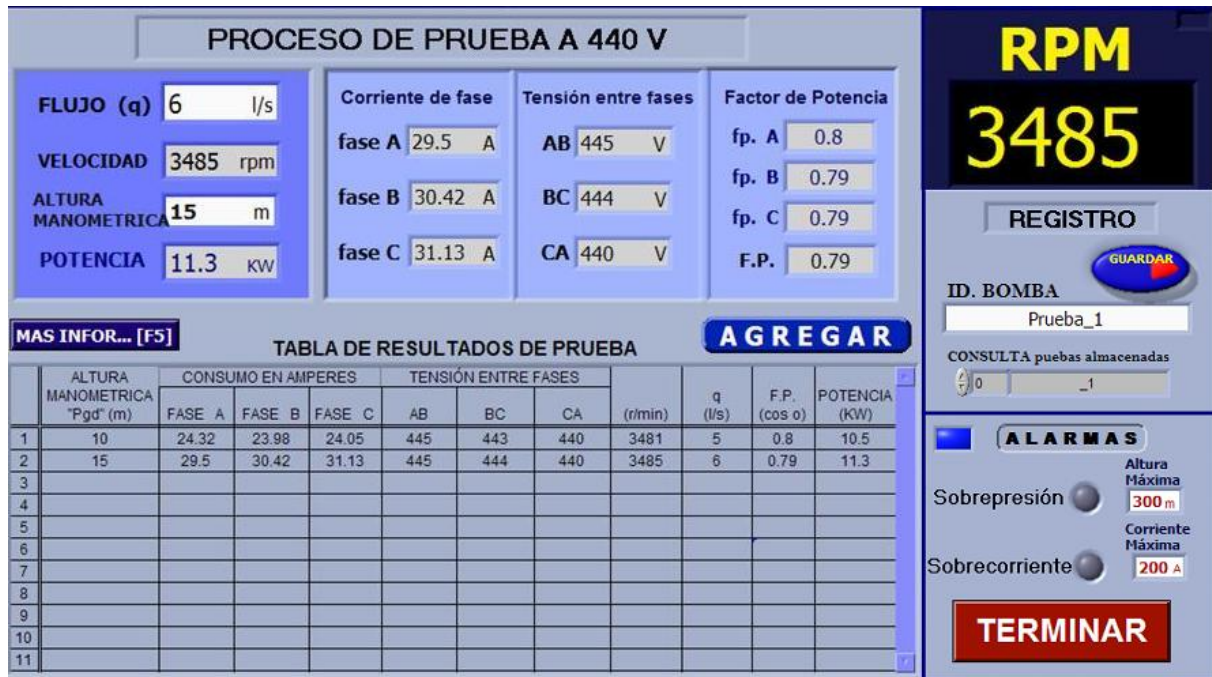 PROCESO DE PRUEBA A 440 V
FLUJO (q) 6 l/s
VELOCIDAD 3485 rpm
ALTURA
MANOMETRICA 15 m
POTENCIA 11.3 KW
Corriente de fase
fase A 29.5 A
fase B 30.42 A
fase C 31.13 A
Tensión entre fases
AB 445 V
BC 444 V
CA 440 V
Factor de Potencia
fp. A 0.8
fp. B 0.79
fp. C 0.79
F.P. 0.79
RPM
3485
REGISTRO
GUARDAR
ID. BOMBA
Prueba_1
CONSULTA puebas almacenadas
0 _1
MAS INFOR... [F5]
TABLA DE RESULTADOS DE PRUEBA
AGREGAR
ALTURA MANOMETRICA "Pgd" (m)
CONSUMO EN AMPERES
TENSIÓN ENTRE FASES
FASE A FASE B FASE C AB BC CA (r/min) q (l/s) F.P. (cos o) POTENCIA (KW)
1 10 24.32 23.98 24.05 445 443 440 3481 5 0.8 10.5
2 15 29.5 30.42 31.13 445 444 440 3485 6 0.79 11.3
3
4
5
6
7
8
9
10
11
ALARMAS
Altura
Máxima
Sobrepresión 300 m
Corriente
Máxima
Sobrecorriente 200 A
TERMINAR